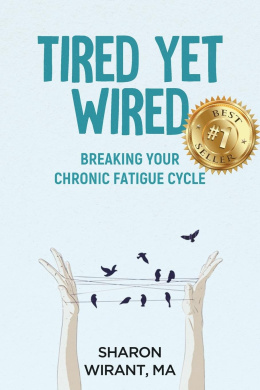 TIRED YET
WIRED
BEST
#1
SELLER
BREAKING YOUR
CHRONIC FATIGUE CYCLE
SHARON
WIRANT, MA